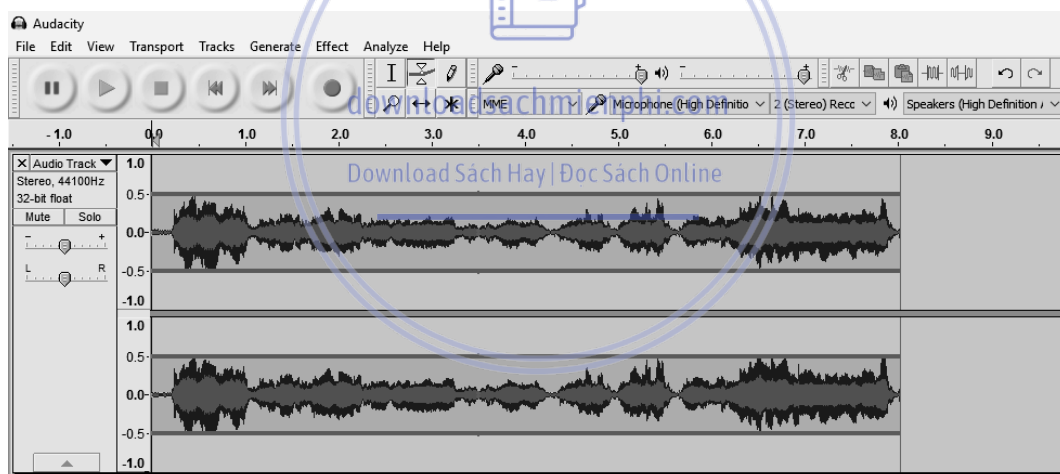 Audacity
File Edit View Transport Tracks Generate Effect Analyze Help
MME Microphone (High Definitio 2 (Stereo) Recc Speakers (High Definition
downloadsachmienphi.com
- 1.0 0.0 1.0 2.0 3.0 4.0 5.0 6.0 7.0 8.0 9.0
X Audio Track 1.0
Download Sách Hay | Đọc Sách Online
Stereo, 44100Hz
32-bit float 0.5
Mute Solo
- + 0.0
L R -0.5
-1.0
1.0
0.5
0.0
-0.5
-1.0